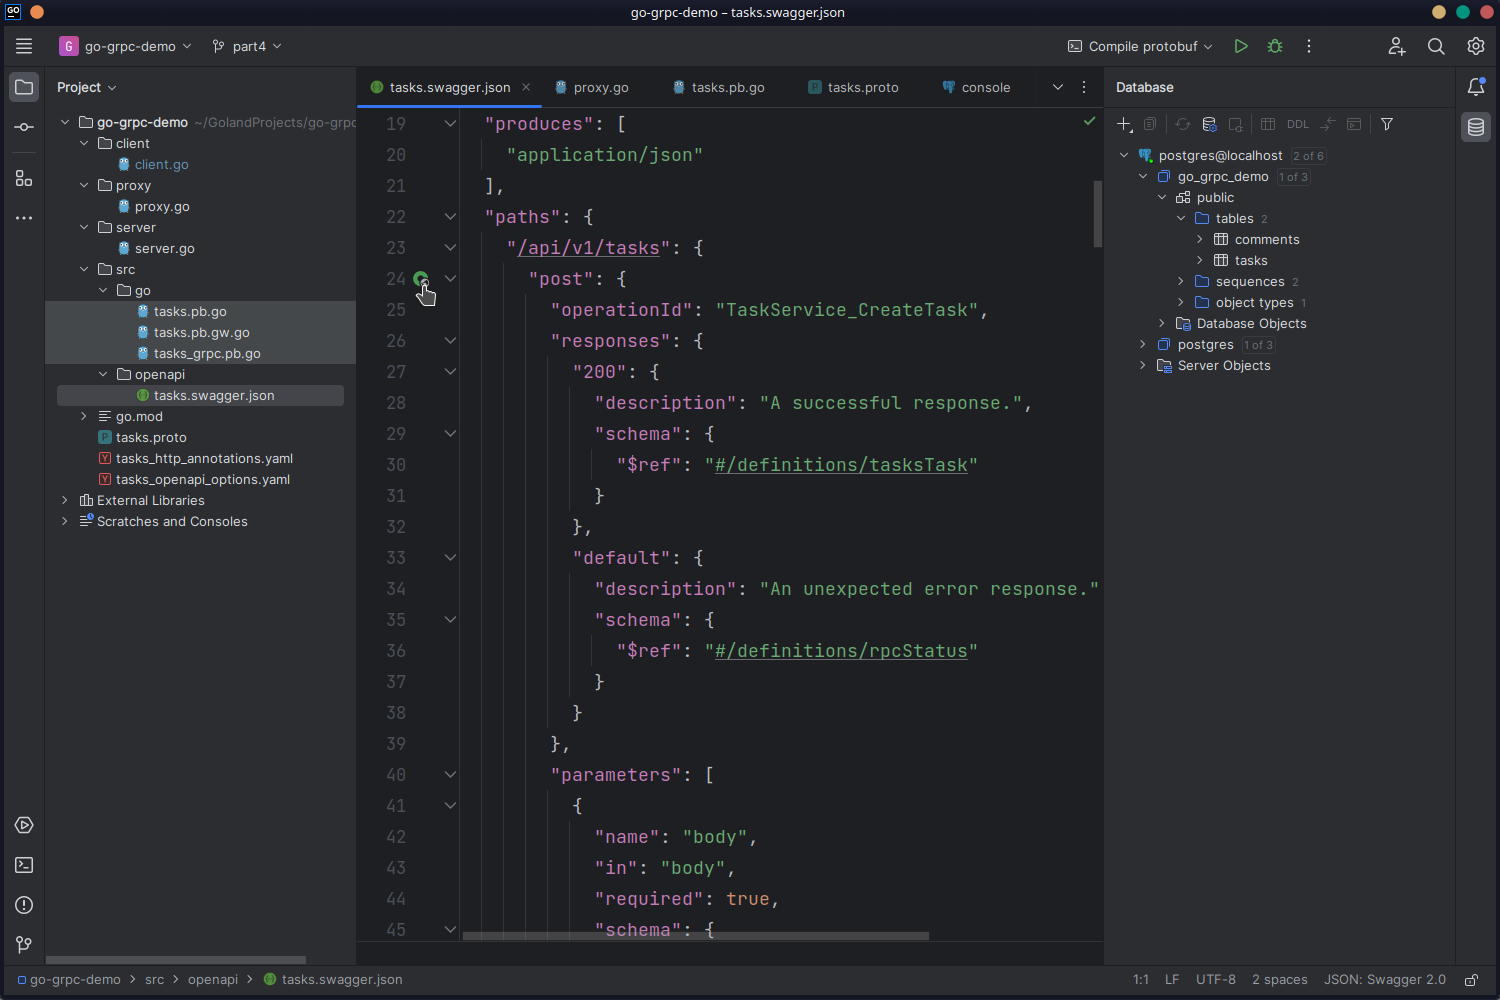 GO
go-grpc-demo – tasks.swagger.json
G go-grpc-demo
part4
Compile protobuf
Project
go-grpc-demo ~/GolandProjects/go-grpc
client
client.go
proxy
proxy.go
server
server.go
src
go
tasks.pb.go
tasks.pb.gw.go
tasks_grpc.pb.go
openapi
tasks.swagger.json
go.mod
P tasks.proto
Y tasks_http_annotations.yaml
Y tasks_openapi_options.yaml
External Libraries
Scratches and Consoles
tasks.swagger.json
proxy.go
tasks.pb.go
P tasks.proto
console
19 "produces": [
20 "application/json"
21 ],
22 "paths": {
23 "/api/v1/tasks": {
24 "post": {
25 "operationId": "TaskService_CreateTask",
26 "responses": {
27 "200": {
28 "description": "A successful response.",
29 "schema": {
30 "$ref": "#/definitions/tasksTask"
31 }
32 },
33 "default": {
34 "description": "An unexpected error response."
35 "schema": {
36 "$ref": "#/definitions/rpcStatus"
37 }
38 }
39 },
40 "parameters": [
41 {
42 "name": "body",
43 "in": "body",
44 "required": true,
45 "schema": {
Database
DDL
postgres@localhost 2 of 6
go_grpc_demo 1 of 3
public
tables 2
comments
tasks
sequences 2
object types 1
Database Objects
postgres 1 of 3
Server Objects
go-grpc-demo > src > openapi > tasks.swagger.json
1:1 LF UTF-8 2 spaces JSON: Swagger 2.0